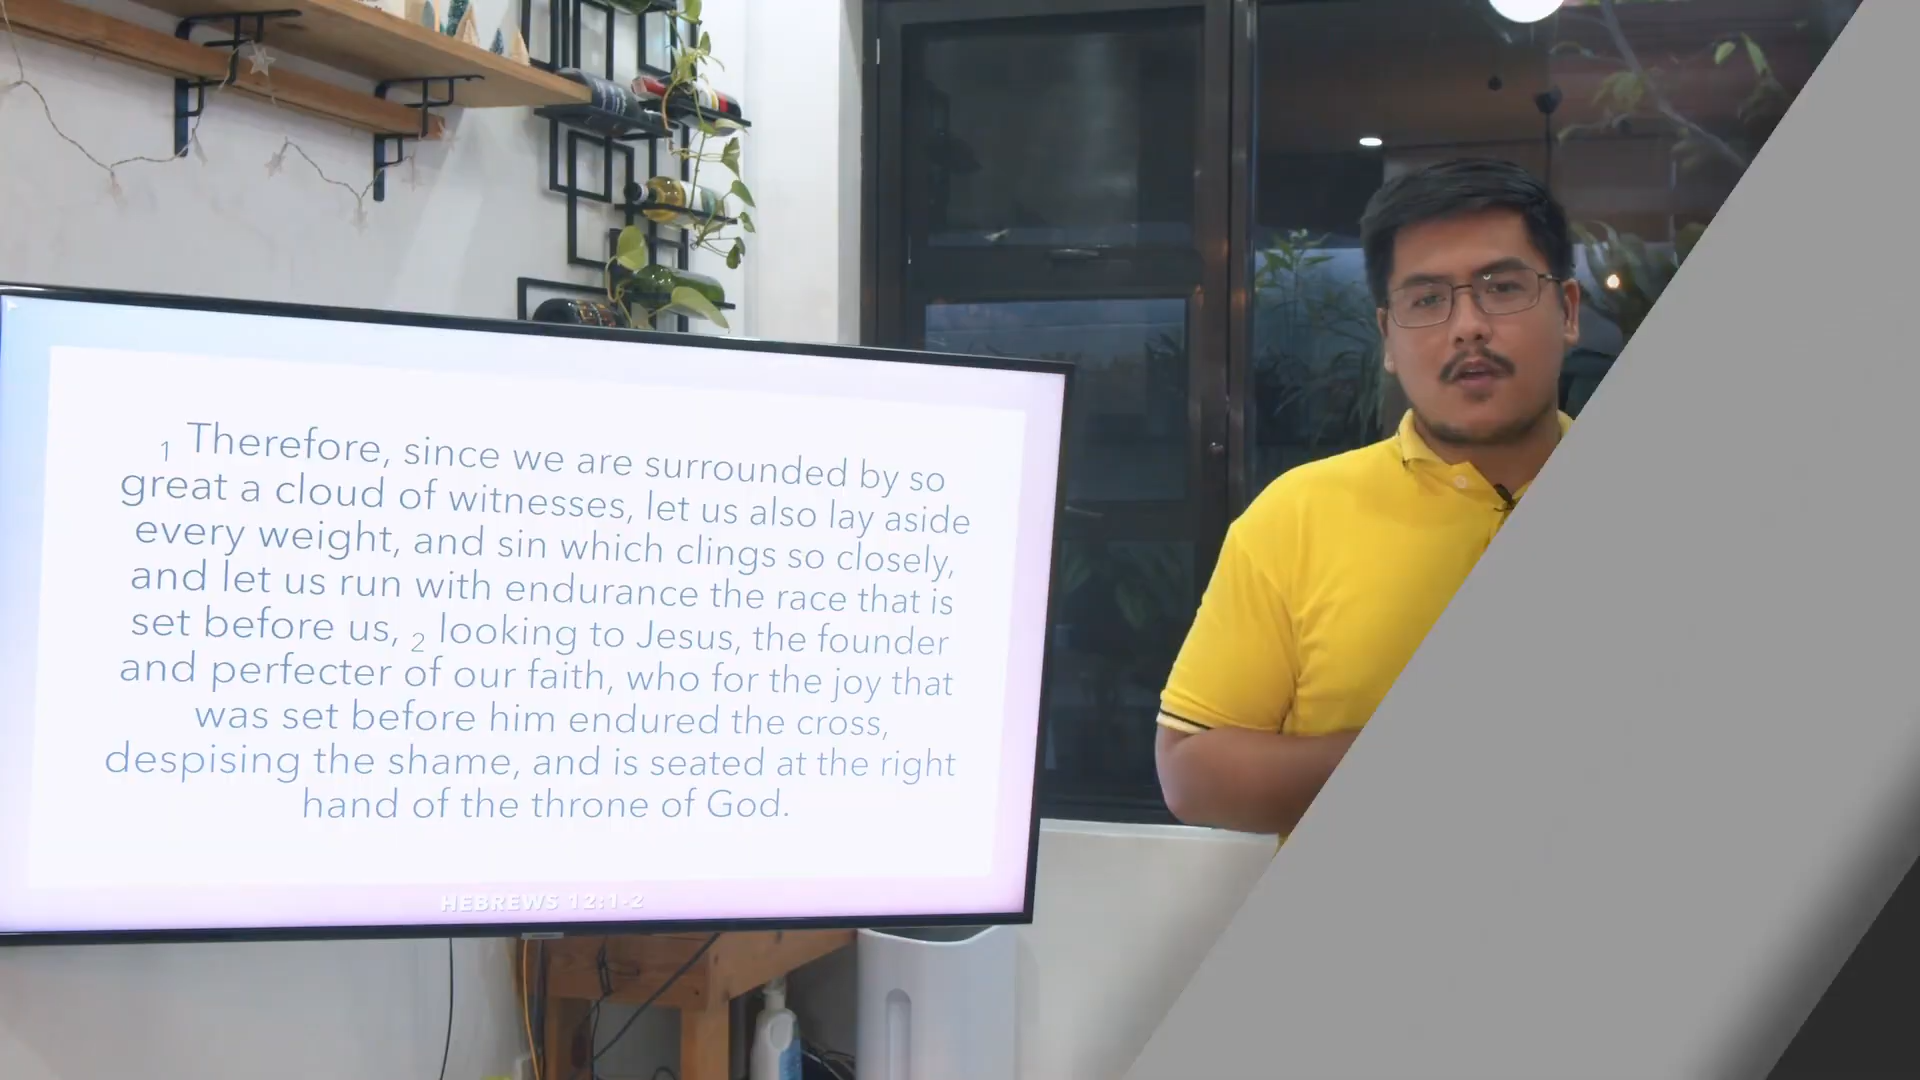 1 Therefore, since we are surrounded by so
great a cloud of witnesses, let us also lay aside
every weight, and sin which clings so closely,
and let us run with endurance the race that is
set before us, 2 looking to Jesus, the founder
and perfecter of our faith, who for the joy that
was set before him endured the cross,
despising the shame, and is seated at the right
hand of the throne of God.
HEBREWS 12:1-2